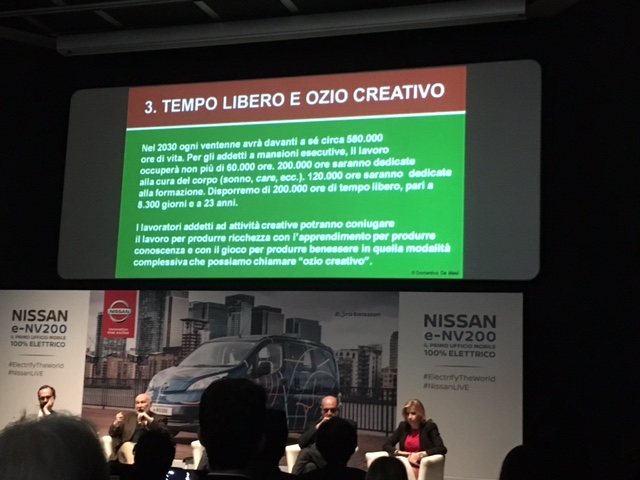 3. TEMPO LIBERO E OZIO CREATIVO
Nel 2030 ogni ventenne avrà davanti a sé circa 580.000
ore di vita. Per gli addetti a mansioni esecutive, il lavoro
occuperà non più di 60.000 ore. 200.000 ore saranno dedicate
alla cura del corpo (sonno, care, ecc.). 120.000 ore saranno dedicate
alla formazione. Disporremo di 200.000 ore di tempo libero, pari a
8.300 giorni e a 23 anni.
I lavoratori addetti ad attività creative potranno coniugare
il lavoro per produrre ricchezza con l'apprendimento per produrre
conoscenza e con il gioco per produrre benessere in quella modalità
complessiva che possiamo chiamare "ozio creativo".
© Domenico De Masi
NISSAN
e-NV200
IL PRIMO UFFICIO MOBILE
100% ELETTRICO
#ElectrifyTheworld
#NissanLIVE
NISSAN
NISSAN
e-NV200
IL PRIMO UFFICIO MOBILE
100% ELETTRICO
#ElectrifyTheworld
#NissanLIVE